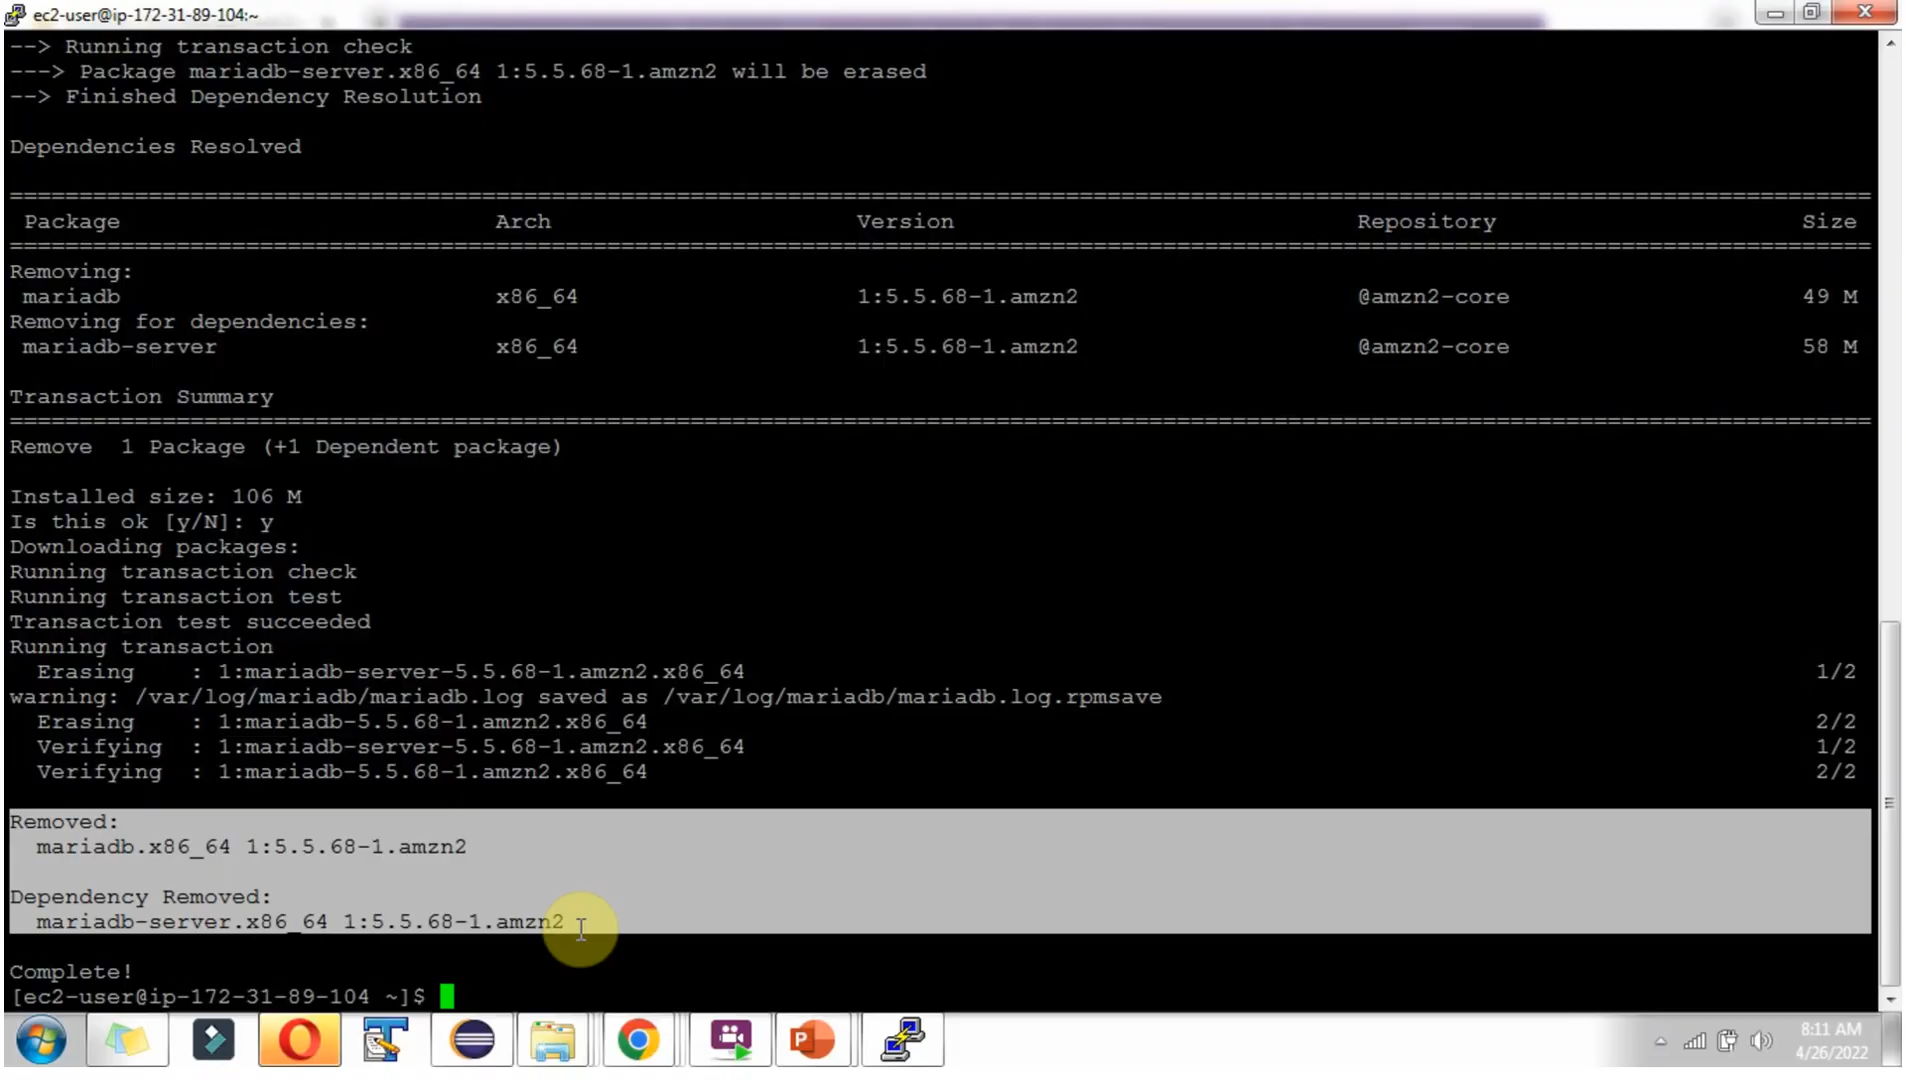 ec2-user@ip-172-31-89-104:~
--> Running transaction check
---> Package mariadb-server.x86_64 1:5.5.68-1.amzn2 will be erased
--> Finished Dependency Resolution
Dependencies Resolved
================================================================================
Package Arch Version Repository Size
================================================================================
Removing:
mariadb x86_64 1:5.5.68-1.amzn2 @amzn2-core 49 M
Removing for dependencies:
mariadb-server x86_64 1:5.5.68-1.amzn2 @amzn2-core 58 M
Transaction Summary
================================================================================
Remove 1 Package (+1 Dependent package)
Installed size: 106 M
Is this ok [y/N]: y
Downloading packages:
Running transaction check
Running transaction test
Transaction test succeeded
Running transaction
Erasing : 1:mariadb-server-5.5.68-1.amzn2.x86_64 1/2
warning: /var/log/mariadb/mariadb.log saved as /var/log/mariadb/mariadb.log.rpmsave
Erasing : 1:mariadb-5.5.68-1.amzn2.x86_64 2/2
Verifying : 1:mariadb-server-5.5.68-1.amzn2.x86_64 1/2
Verifying : 1:mariadb-5.5.68-1.amzn2.x86_64 2/2
Removed:
mariadb.x86_64 1:5.5.68-1.amzn2
Dependency Removed:
mariadb-server.x86_64 1:5.5.68-1.amzn2
Complete!
[ec2-user@ip-172-31-89-104 ~]$
8:11 AM
4/26/2022